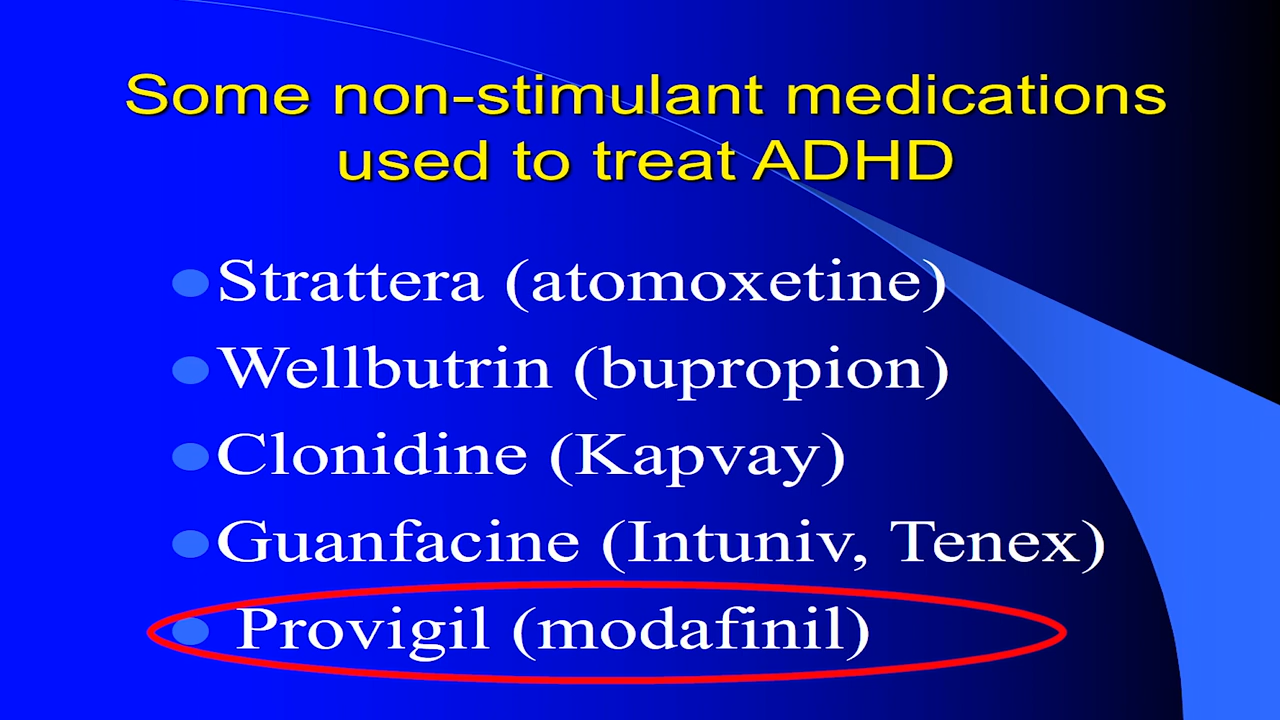 Some non-stimulant medications
used to treat ADHD
Strattera (atomoxetine)
Wellbutrin (bupropion)
Clonidine (Kapvay)
Guanfacine (Intuniv, Tenex)
Provigil (modafinil)